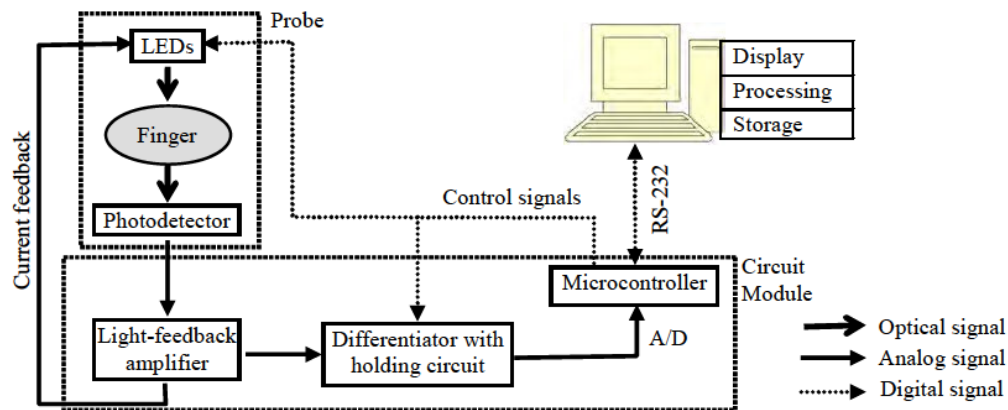 Probe
LEDs
Finger
Photodetector
Current feedback
Control signals
RS-232
Display
Processing
Storage
Circuit
Module
Microcontroller
Light-feedback
amplifier
Differentiator with
holding circuit
A/D
Optical signal
Analog signal
Digital signal